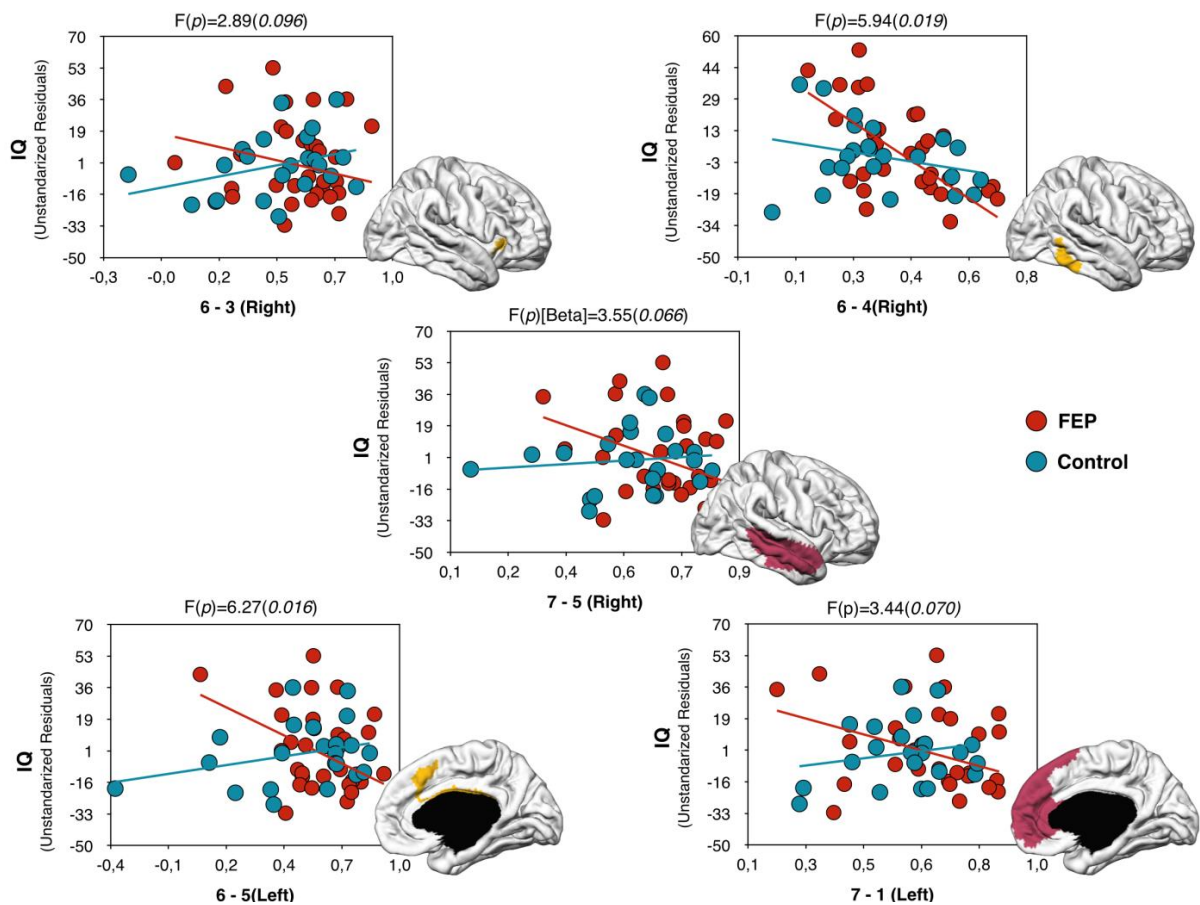 F(p)=2.89(0.096)
70
53
36
19
1
-16
-33
-50
IQ
(Unstandarized Residuals)
-0,3 -0,0 0,2 0,5 0,7 1,0
6 - 3 (Right)
F(p)=5.94(0.019)
60
44
29
13
-3
-19
-34
-50
IQ
(Unstandarized Residuals)
-0,1 0,1 0,3 0,4 0,6 0,8
6 - 4(Right)
F(p)[Beta]=3.55(0.066)
70
53
36
19
1
-16
-33
-50
IQ
(Unstandarized Residuals)
0,1 0,2 0,4 0,6 0,7 0,9
7 - 5 (Right)
FEP
Control
F(p)=6.27(0.016)
70
53
36
19
1
-16
-33
-50
IQ
(Unstandarized Residuals)
-0,4 -0,1 0,2 0,4 0,7 1,0
6 - 5(Left)
F(p)=3.44(0.070)
70
53
36
19
1
-16
-33
-50
IQ
(Unstandarized Residuals)
0,1 0,3 0,4 0,6 0,8 1,0
7 - 1 (Left)